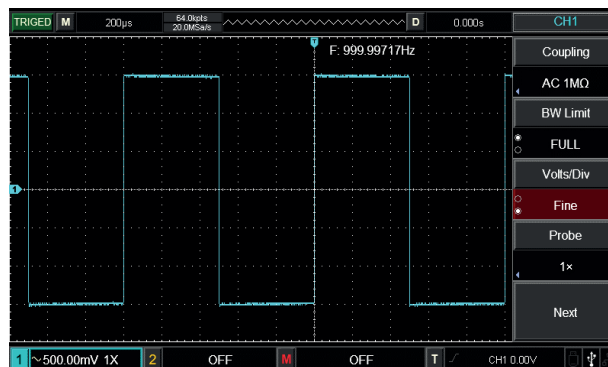 TRIGED M 200μs 64.0kpts D 0.000s CH1
20.0MSa/s
T
F: 999.99717Hz
Coupling
AC 1MΩ
BW Limit
FULL
Volts/Div
1
Fine
Probe
1×
Next
1 ~500.00mV 1X 2 OFF M OFF T CH1 0.00V